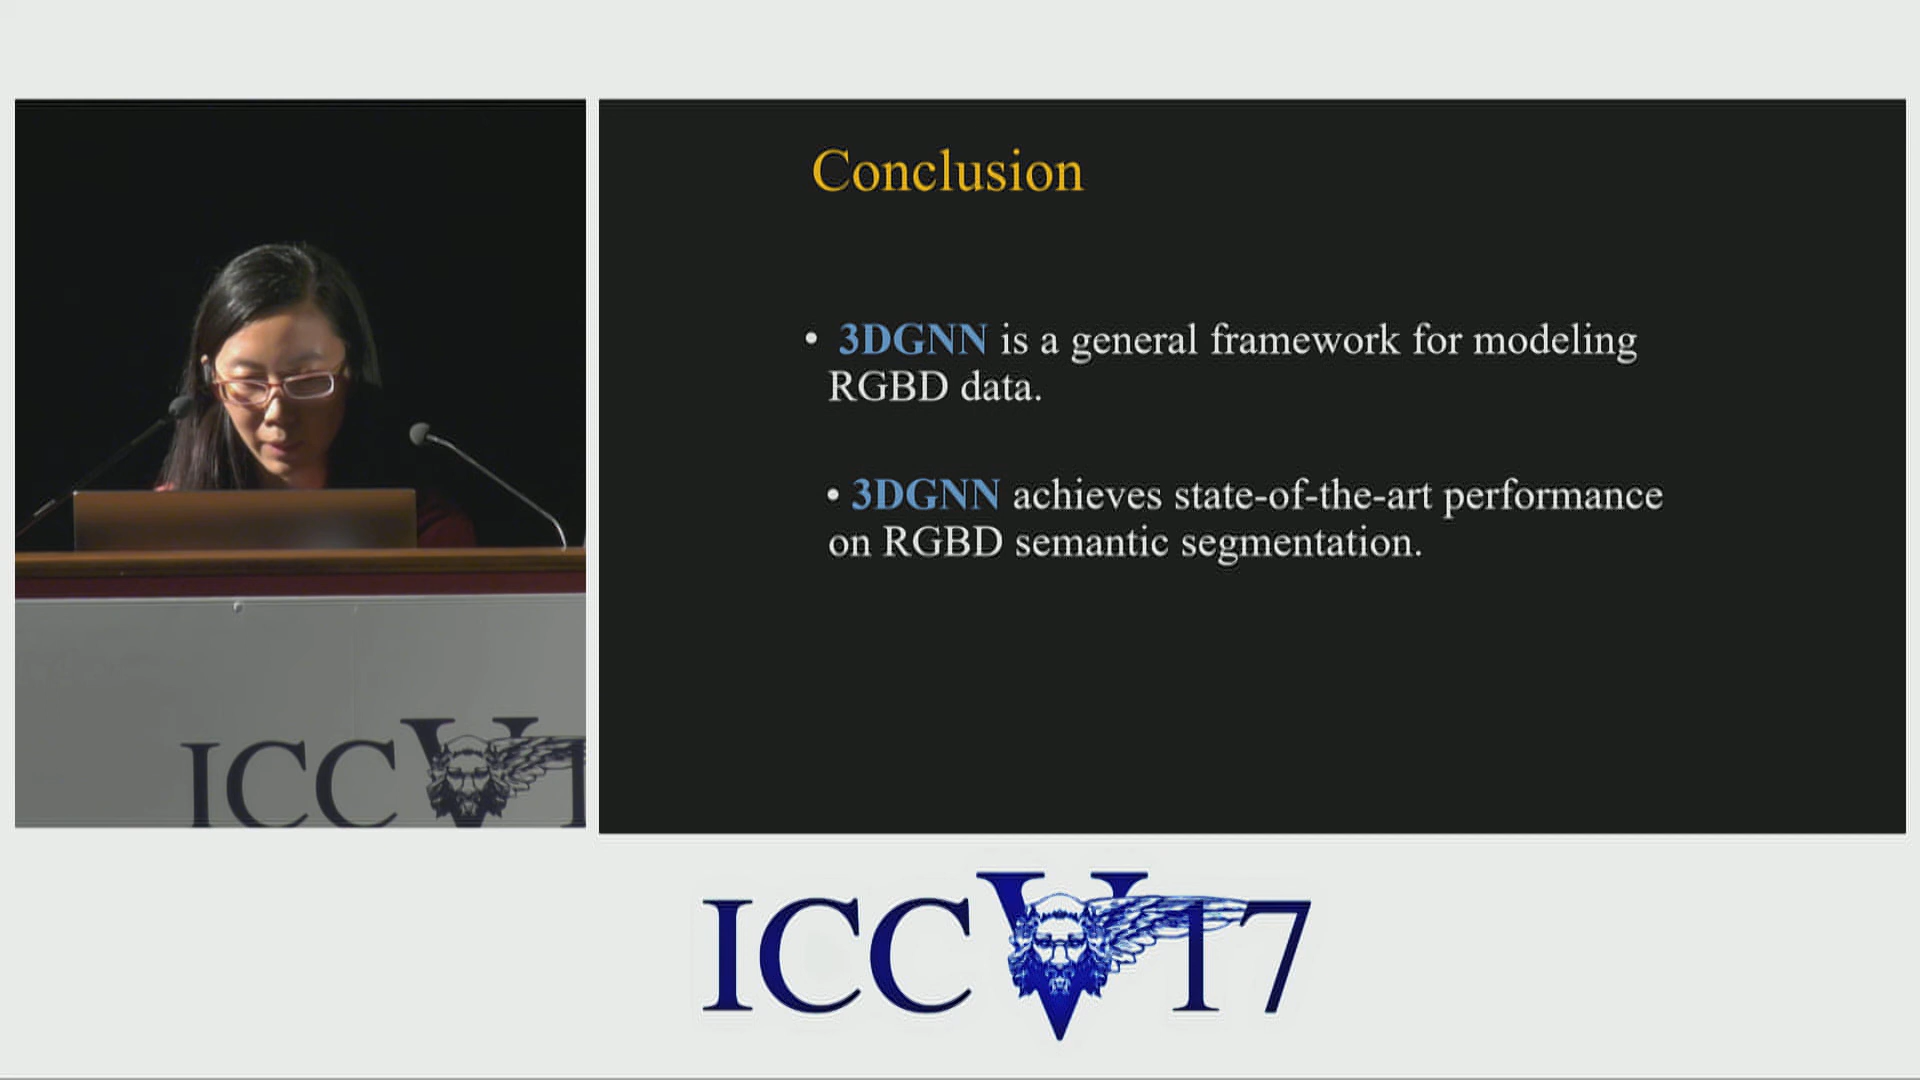 Conclusion
• 3DGNN is a general framework for modeling
RGBD data.
• 3DGNN achieves state-of-the-art performance
on RGBD semantic segmentation.
ICCV1
ICCV17